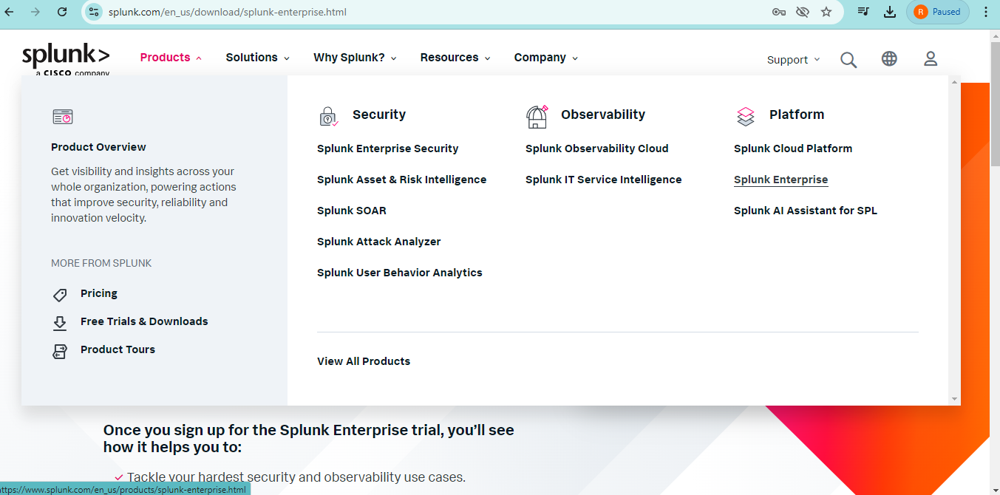 splunk.com/en_us/download/splunk-enterprise.html
R Paused
splunk>
a CISCO company
Products
Solutions
Why Splunk?
Resources
Company
Support
Product Overview
Get visibility and insights across your
whole organization, powering actions
that improve security, reliability and
innovation velocity.
MORE FROM SPLUNK
Pricing
Free Trials & Downloads
Product Tours
Security
Splunk Enterprise Security
Splunk Asset & Risk Intelligence
Splunk SOAR
Splunk Attack Analyzer
Splunk User Behavior Analytics
Observability
Splunk Observability Cloud
Splunk IT Service Intelligence
Platform
Splunk Cloud Platform
Splunk Enterprise
Splunk AI Assistant for SPL
View All Products
Once you sign up for the Splunk Enterprise trial, you’ll see
how it helps you to:
Tackle your hardest security and observability use cases.
https://www.splunk.com/en_us/products/splunk-enterprise.html